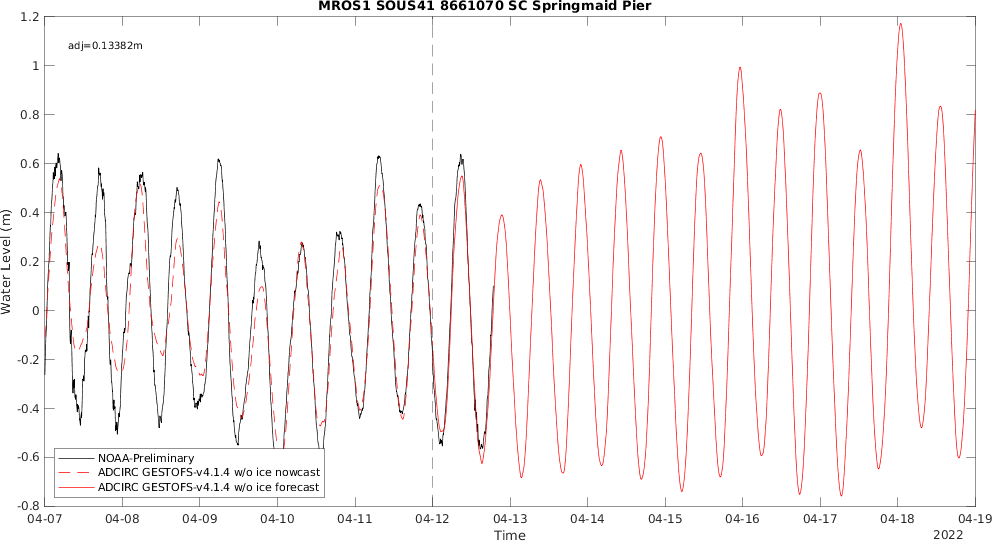 MROS1 SOUS41 8661070 SC Springmaid Pier
adj=0.13382m
1.2
1
0.8
0.6
0.4
0.2
0
-0.2
-0.4
-0.6
-0.8
Water Level (m)
NOAA-Preliminary
ADCIRC GESTOFS-v4.1.4 w/o ice nowcast
ADCIRC GESTOFS-v4.1.4 w/o ice forecast
04-07 04-08 04-09 04-10 04-11 04-12 04-13 04-14 04-15 04-16 04-17 04-18 04-19
Time
2022